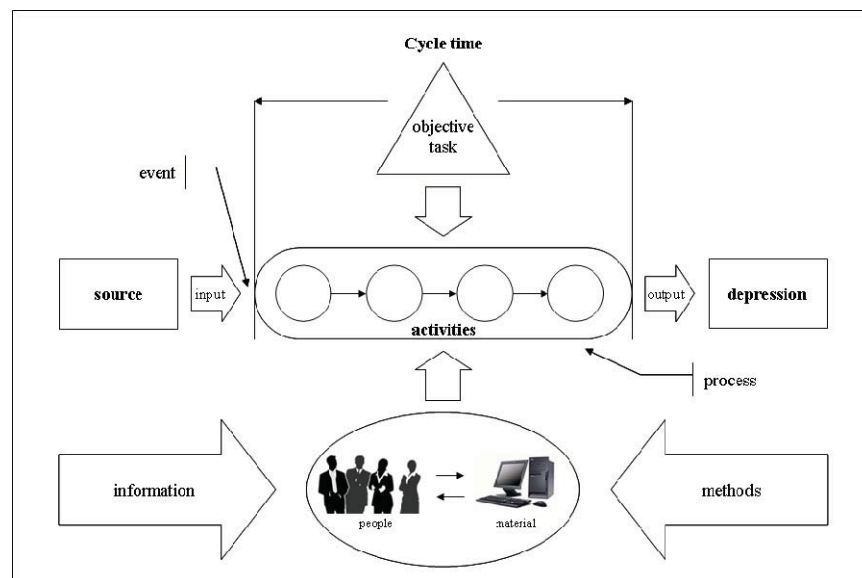 Cycle time
objective
task
event
source
input
activities
output
depression
process
information
people
material
methods